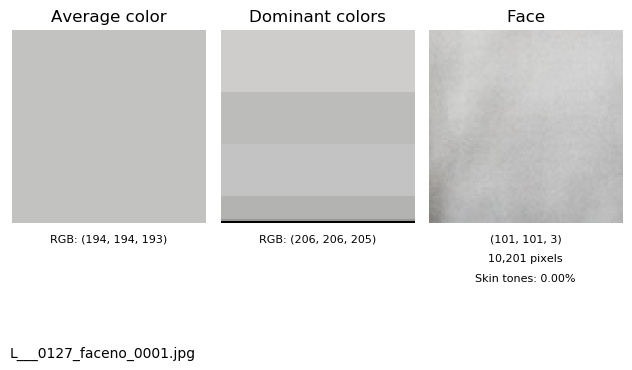 Average color
Dominant colors
Face
RGB: (194, 194, 193)
RGB: (206, 206, 205)
(101, 101, 3)
10,201 pixels
Skin tones: 0.00%
L___0127_faceno_0001.jpg